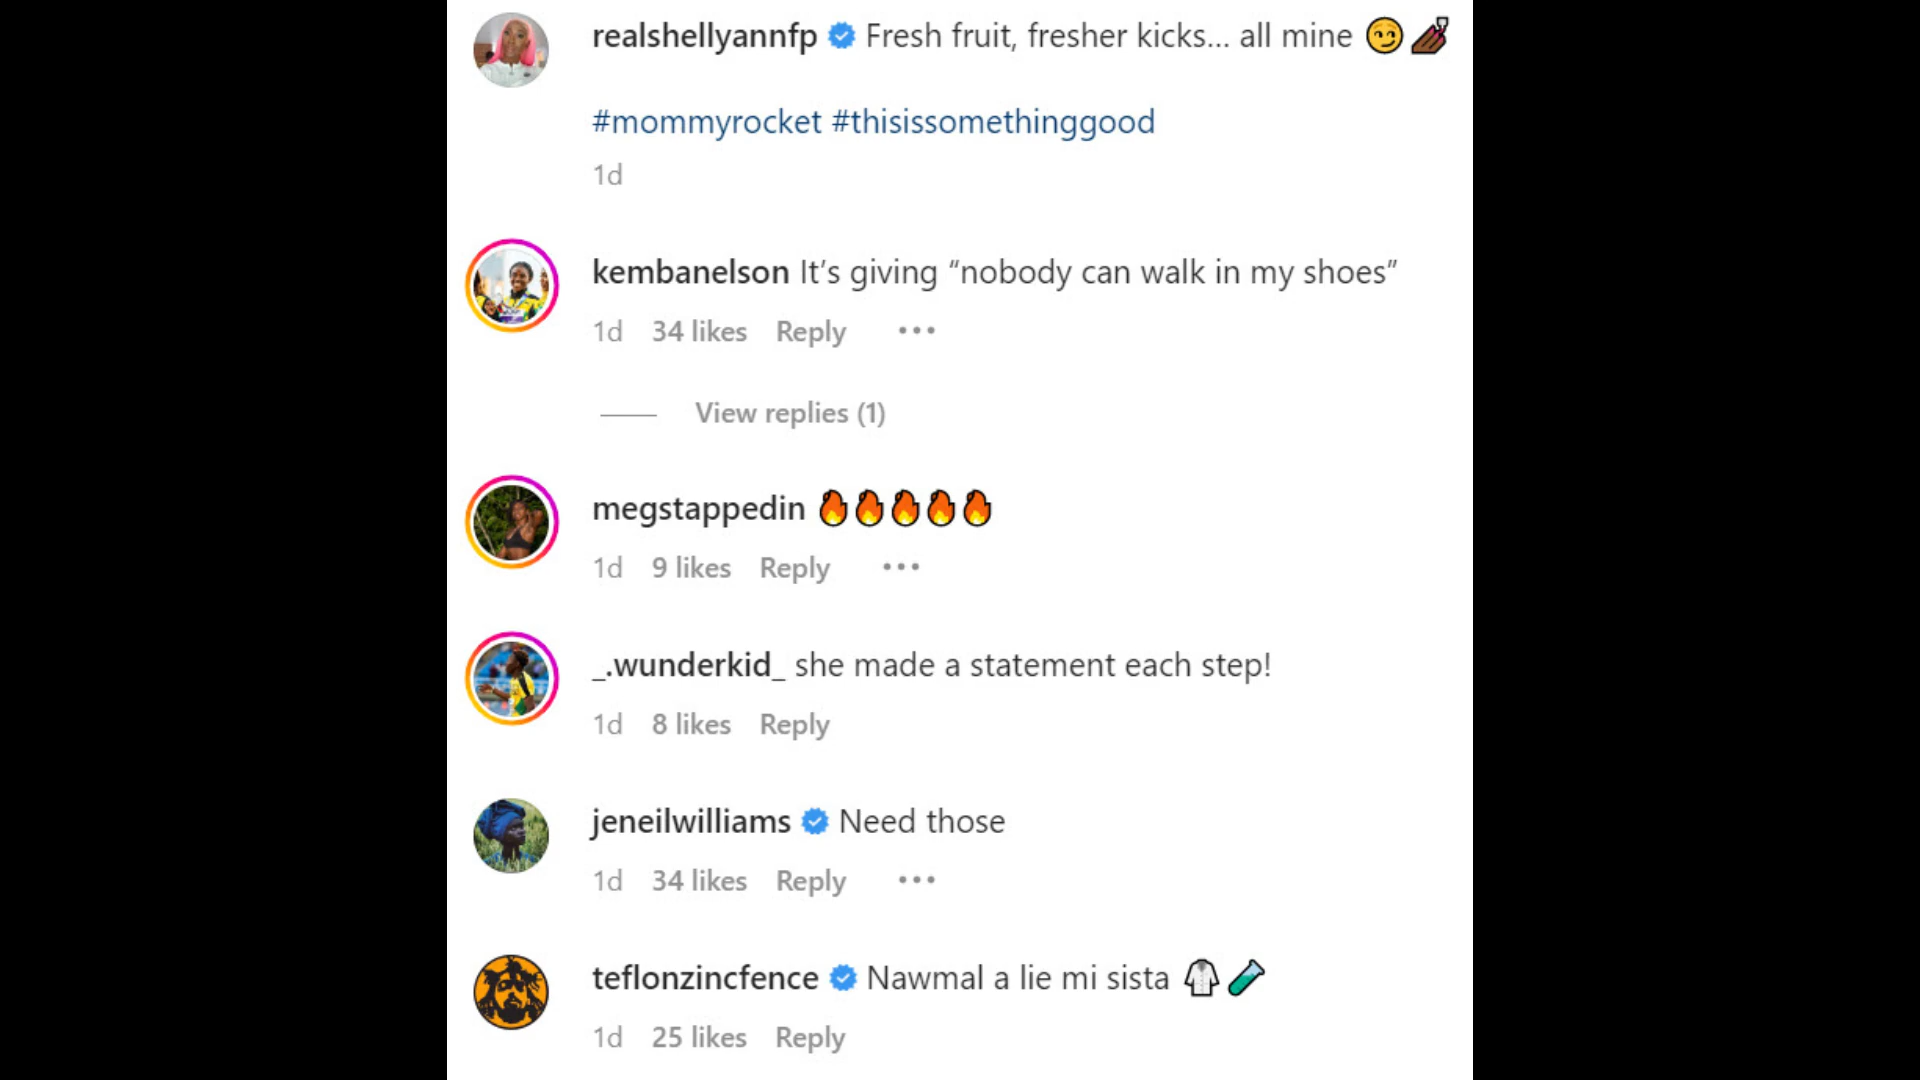 realshellyannfp Fresh fruit, fresher kicks... all mine 😏💅🏿
#mommyrocket #thisissomethinggood
1d
kembanelson It’s giving “nobody can walk in my shoes”
1d 34 likes Reply •••
View replies (1)
megstappedin 🔥🔥🔥🔥🔥
1d 9 likes Reply •••
_.wunderkid_ she made a statement each step!
1d 8 likes Reply
jeneilwilliams Need those
1d 34 likes Reply •••
teflonzincfence Nawmal a lie mi sista 🥼🧪
1d 25 likes Reply